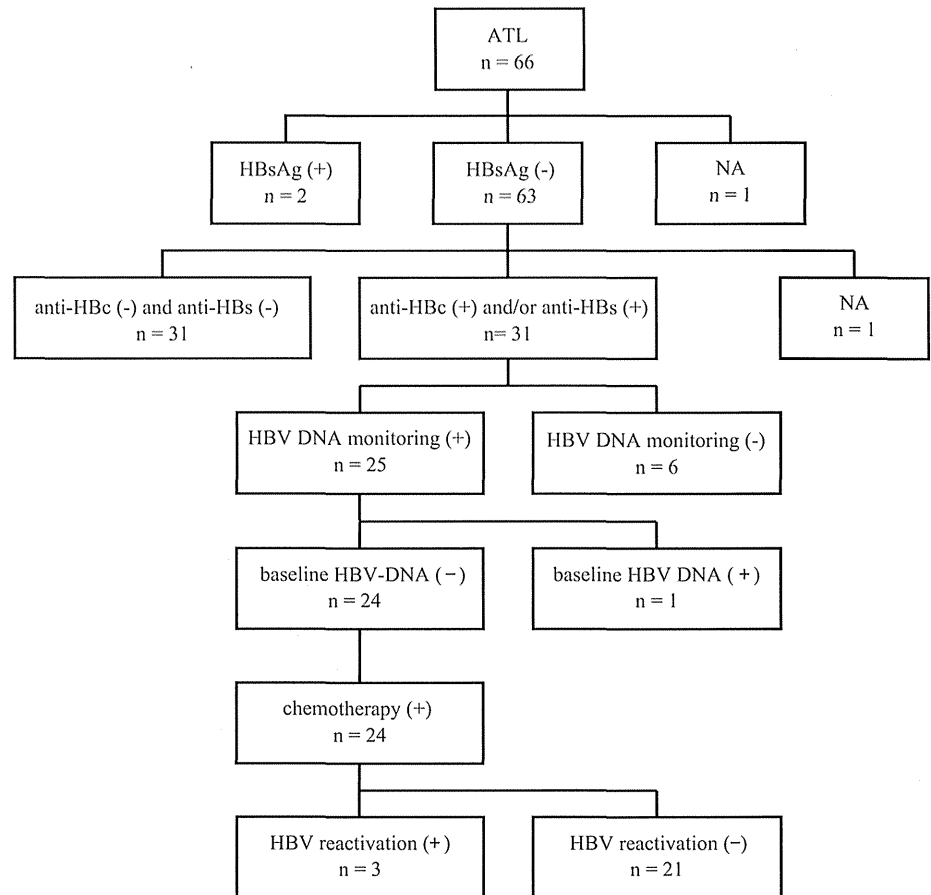 ATL
n = 66
HBsAg (+)
n = 2
HBsAg (-)
n = 63
NA
n = 1
anti-HBc (-) and anti-HBs (-)
n = 31
anti-HBc (+) and/or anti-HBs (+)
n= 31
NA
n = 1
HBV DNA monitoring (+)
n = 25
HBV DNA monitoring (-)
n = 6
baseline HBV-DNA (−)
n = 24
baseline HBV DNA (+)
n = 1
chemotherapy (+)
n = 24
HBV reactivation (+)
n = 3
HBV reactivation (−)
n = 21